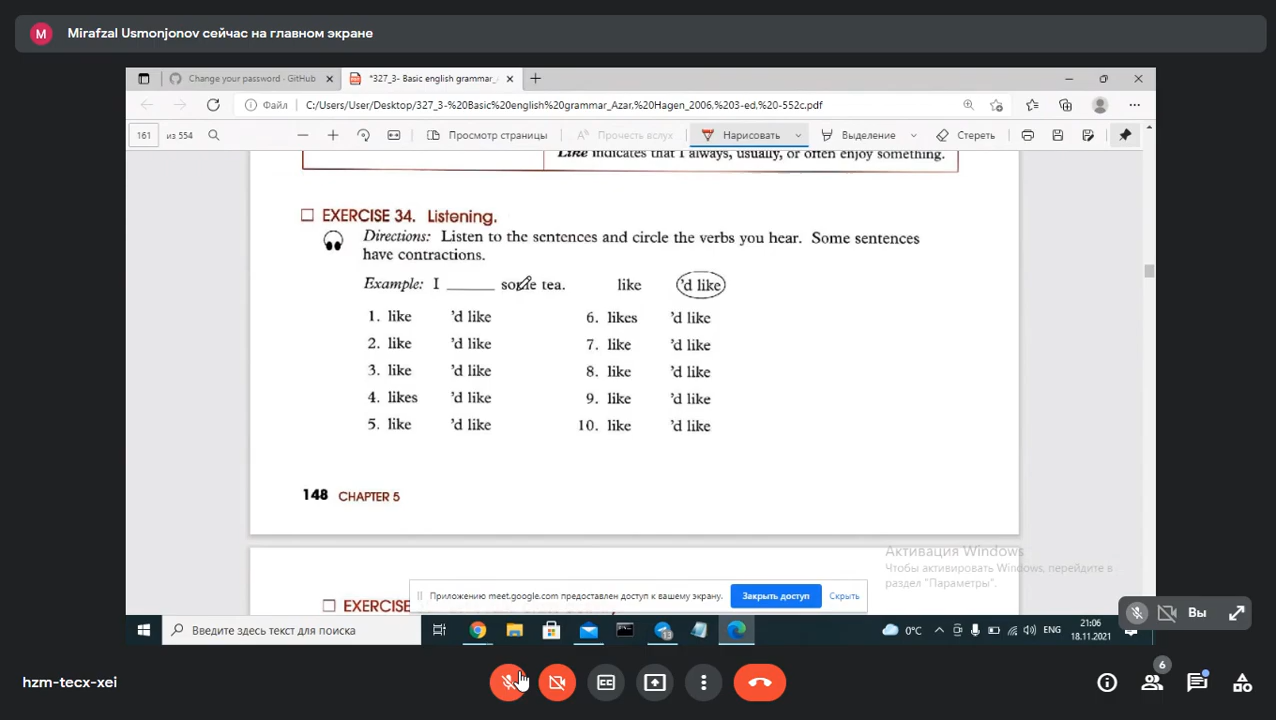 M Mirafzal Usmonjonov сейчас на главном экране
Change your password · GitHub
*327_3- Basic english grammar_
Файл C:/Users/User/Desktop/327_3-%20Basic%20english%20grammar_Azar,%20Hagen_2006.%203-ed,%20-552c.pdf
161 из 554 Просмотр страницы Прочесть вслух Рисовать Выделение Стереть
Like indicates that I always, usually, or often enjoy something.
EXERCISE 34. Listening.
Directions: Listen to the sentences and circle the verbs you hear. Some sentences
have contractions.
Example: I ______ some tea. like 'd like
1. like 'd like 6. likes 'd like
2. like 'd like 7. like 'd like
3. like 'd like 8. like 'd like
4. likes 'd like 9. like 'd like
5. like 'd like 10. like 'd like
148 CHAPTER 5
Активация Windows
Чтобы активировать Windows, перейдите в
раздел "Параметры".
EXERCISE
Приложению meet.google.com предоставлен доступ к вашему экрану. Закрыть доступ Скрыть
Вы
Введите здесь текст для поиска
13
0°C ENG 21:06
18.11.2021
hzm-tecx-xei
CC
6